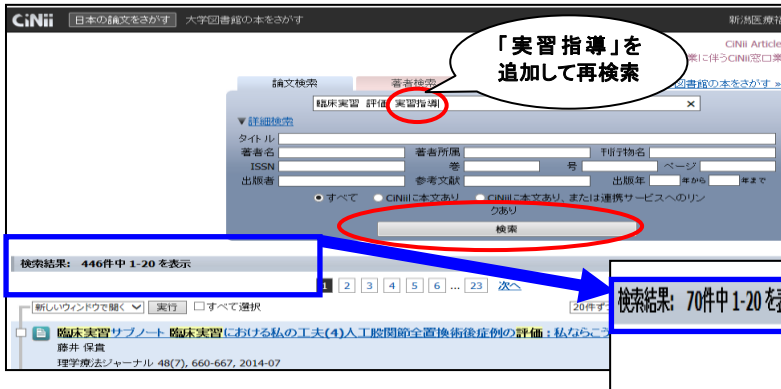 CiNii 日本の論文をさがす 大学図書館の本をさがす 新潟医療福
CiNii Article
業に伴うCiNii窓口業
「実習指導」を
追加して再検索
論文検索 著者検索 図書館の本をさがす »
臨床実習 評価 実習指導 ×
▼詳細検索
タイトル
著者名 著者所属 刊行物名
ISSN 巻 号 ページ
出版者 参考文献 出版年 年から 年まで
すべて CiNiiに本文あり CiNiiに本文あり、または連携サービスへのリン
クあり
検索
検索結果: 446件中 1-20 を表示
1 2 3 4 5 6 ... 23 次へ
検索結果: 70件中 1-20 を表
新しいウィンドウで開く 実行 すべて選択 20件ず
臨床実習サブノート 臨床実習における私の工夫(4)人工股関節全置換術後症例の評価 : 私ならこう
藤井 保貴
理学療法ジャーナル 48(7), 660-667, 2014-07